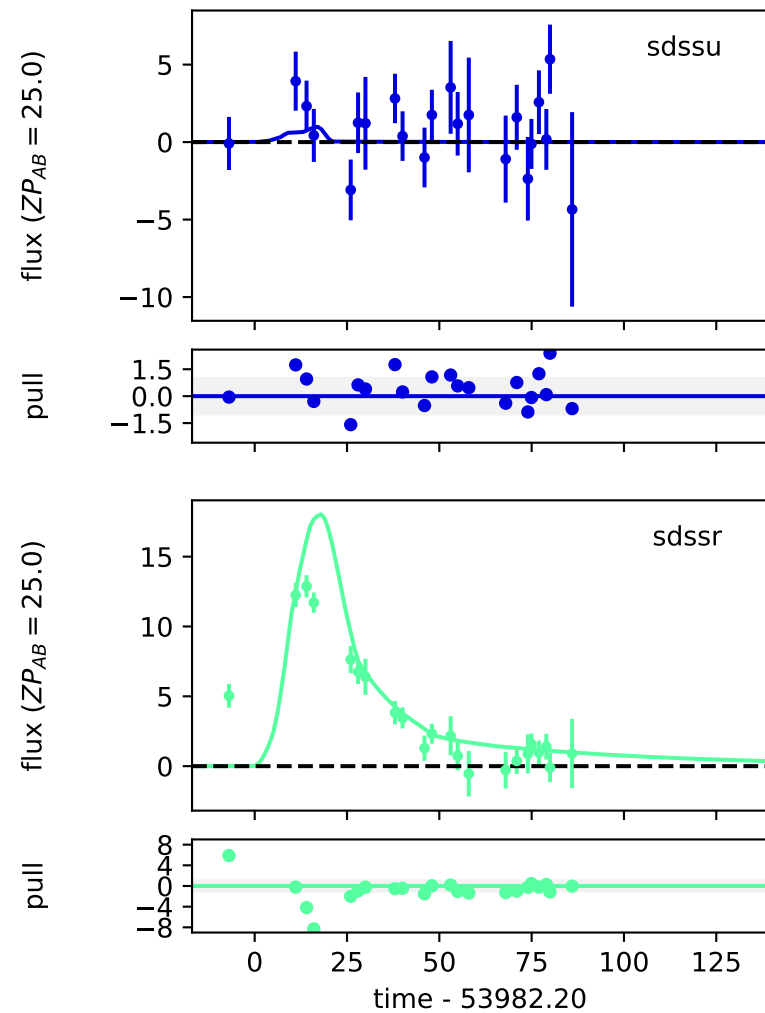 sdssu
flux (ZP_AB = 25.0)
5
0
−5
−10
pull
1.5
0.0
−1.5
sdssr
flux (ZP_AB = 25.0)
15
10
5
0
pull
8
4
0
−4
−8
0 25 50 75 100 125
time - 53982.20